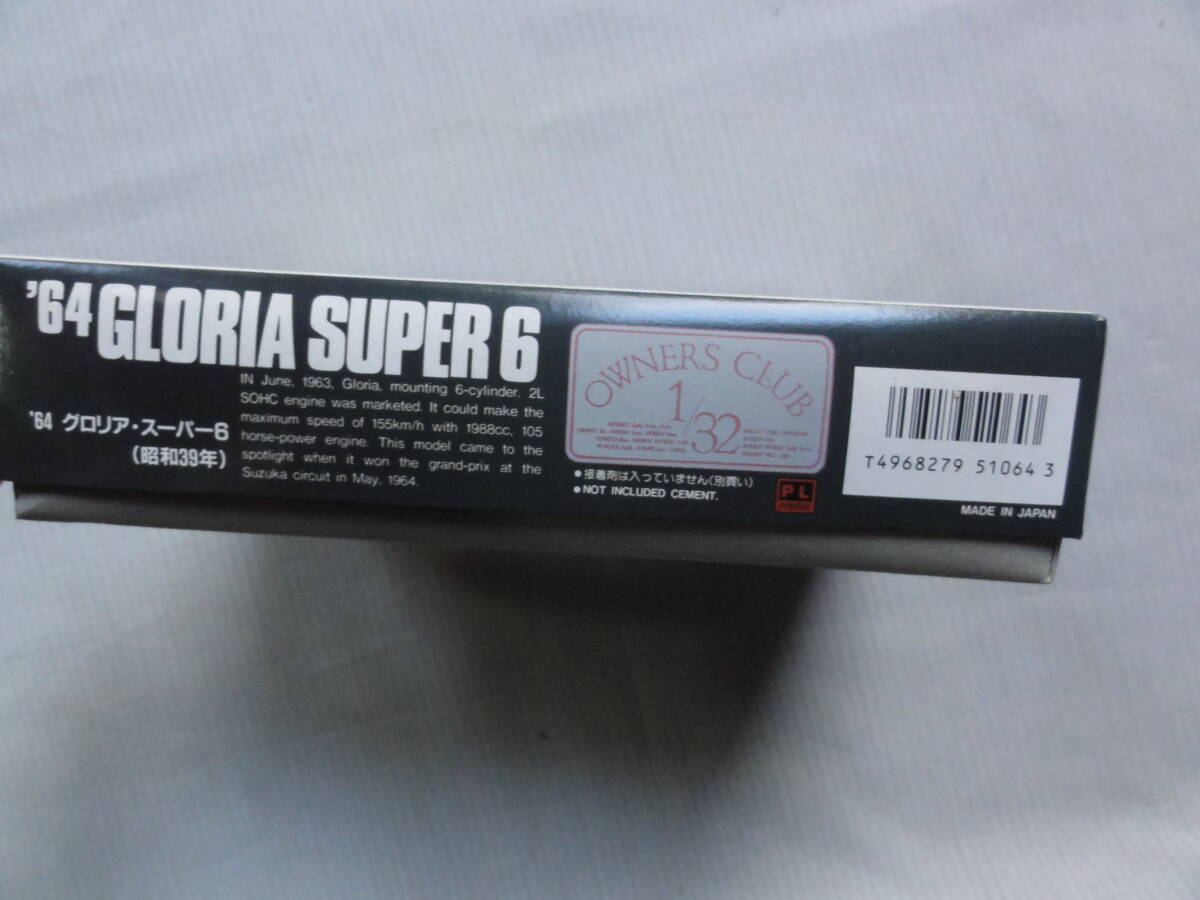 '64 GLORIA SUPER 6
'64 グロリア・スーパー6
(昭和39年)
IN June, 1963, Gloria, mounting 6-cylinder, 2L
SOHC engine was marketed. It could make the
maximum speed of 155km/h with 1988cc, 105
horse-power engine. This model came to the
spotlight when it won the grand-prix at the
Suzuka circuit in May, 1964.
OWNERS CLUB
1/32
●接着剤は入っていません(別買い)
●NOT INCLUDED CEMENT.
PL
T4968279 51064 3
MADE IN JAPAN